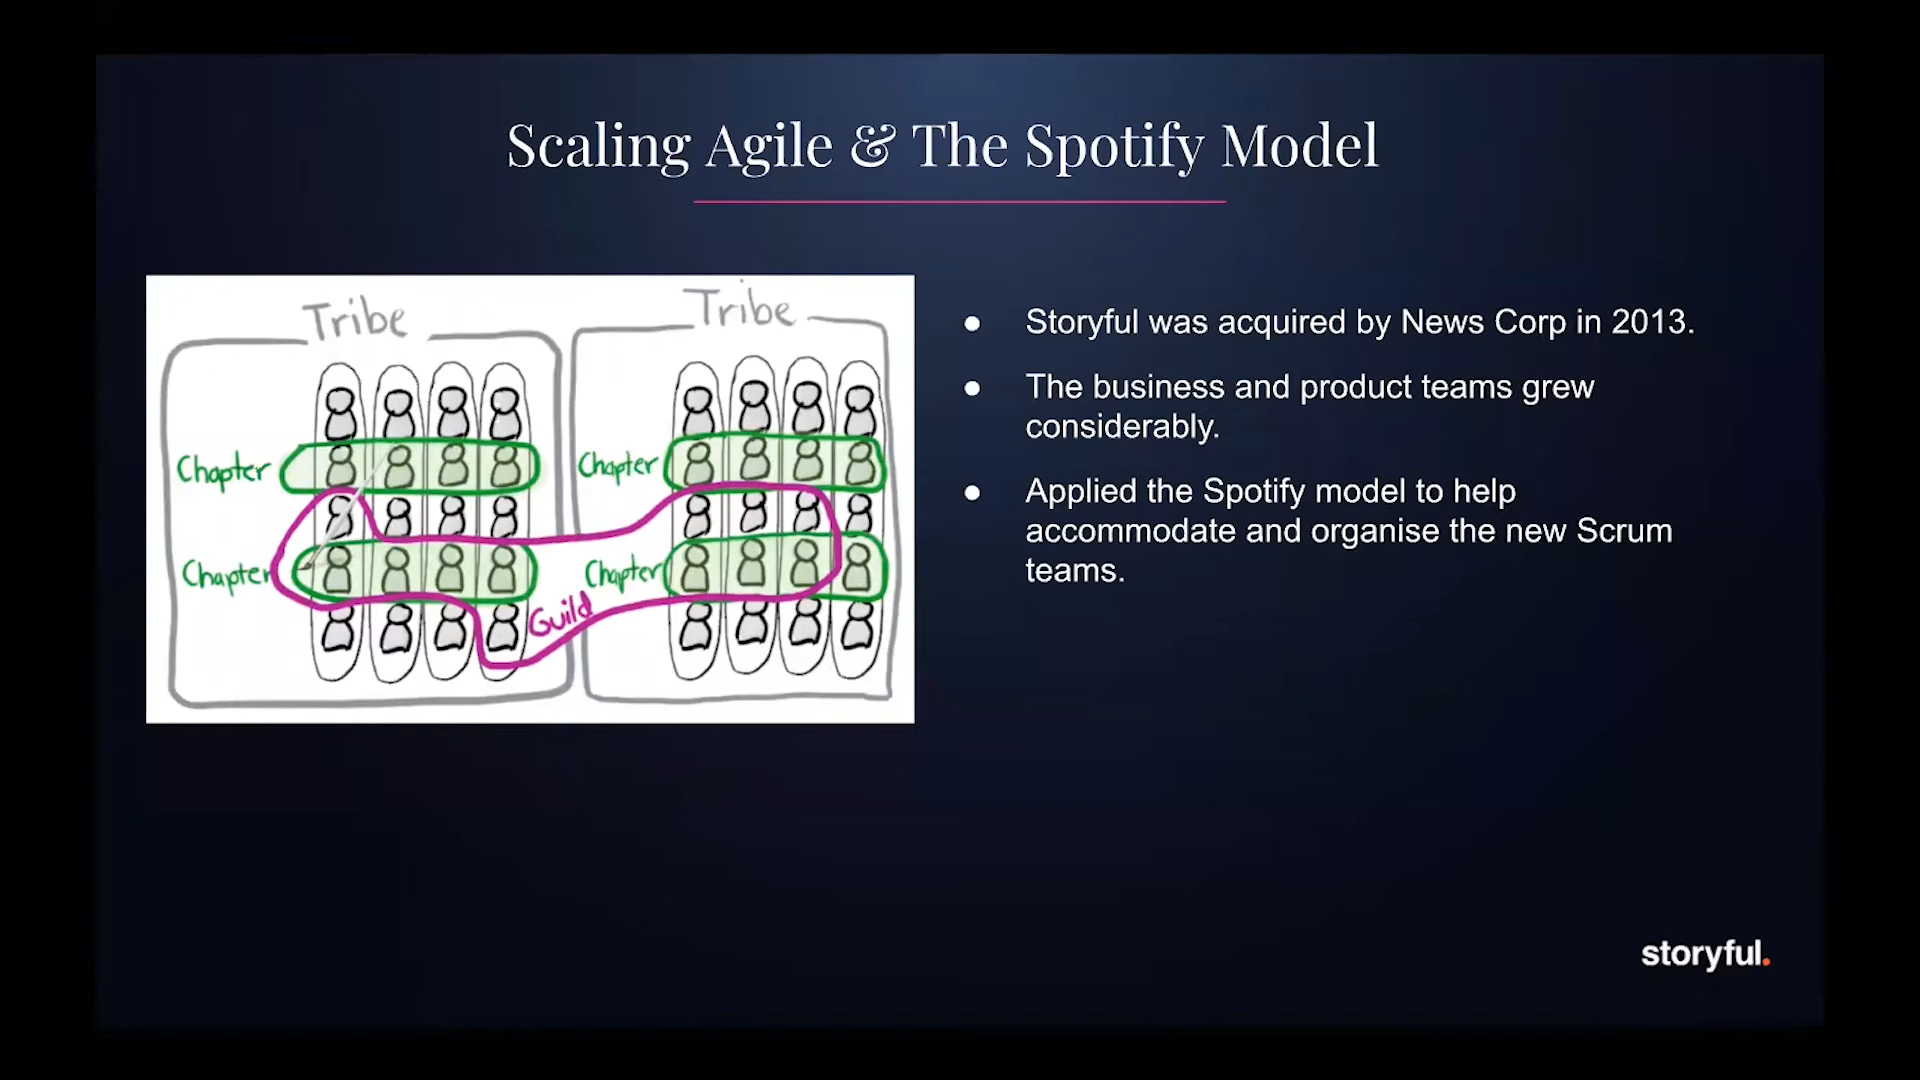 Scaling Agile & The Spotify Model
Tribe
Tribe
Chapter
Chapter
Chapter
Chapter
Guild
● Storyful was acquired by News Corp in 2013.
● The business and product teams grew
considerably.
● Applied the Spotify model to help
accommodate and organise the new Scrum
teams.
storyful.